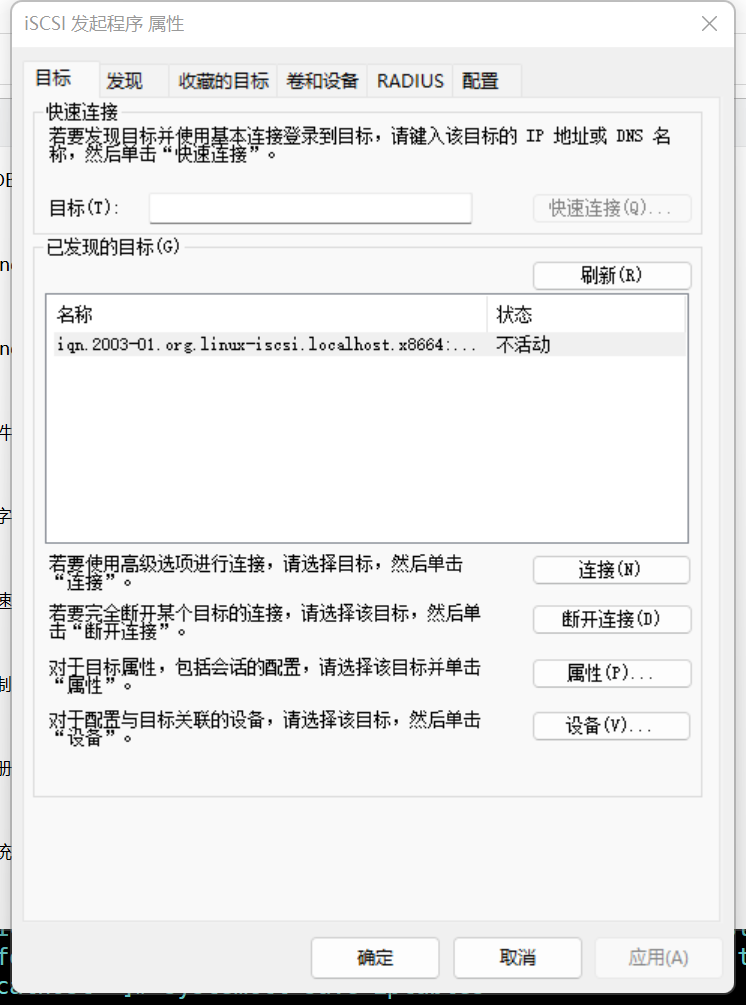 iSCSI 发起程序 属性
目标 发现 收藏的目标 卷和设备 RADIUS 配置
快速连接
若要发现目标并使用基本连接登录到目标，请键入该目标的 IP 地址或 DNS 名
称，然后单击“快速连接”。
目标(T)： 快速连接(Q)...
已发现的目标(G)
刷新(R)
名称 状态
iqn.2003-01.org.linux-iscsi.localhost.x8664:... 不活动
若要使用高级选项进行连接，请选择目标，然后单击
“连接”。
连接(N)
若要完全断开某个目标的连接，请选择该目标，然后单
击“断开连接”。
断开连接(D)
对于目标属性，包括会话的配置，请选择该目标并单击
“属性”。
属性(P)...
对于配置与目标关联的设备，请选择该目标，然后单击
“设备”。
设备(V)...
确定 取消 应用(A)
件
字
速
制
册
充